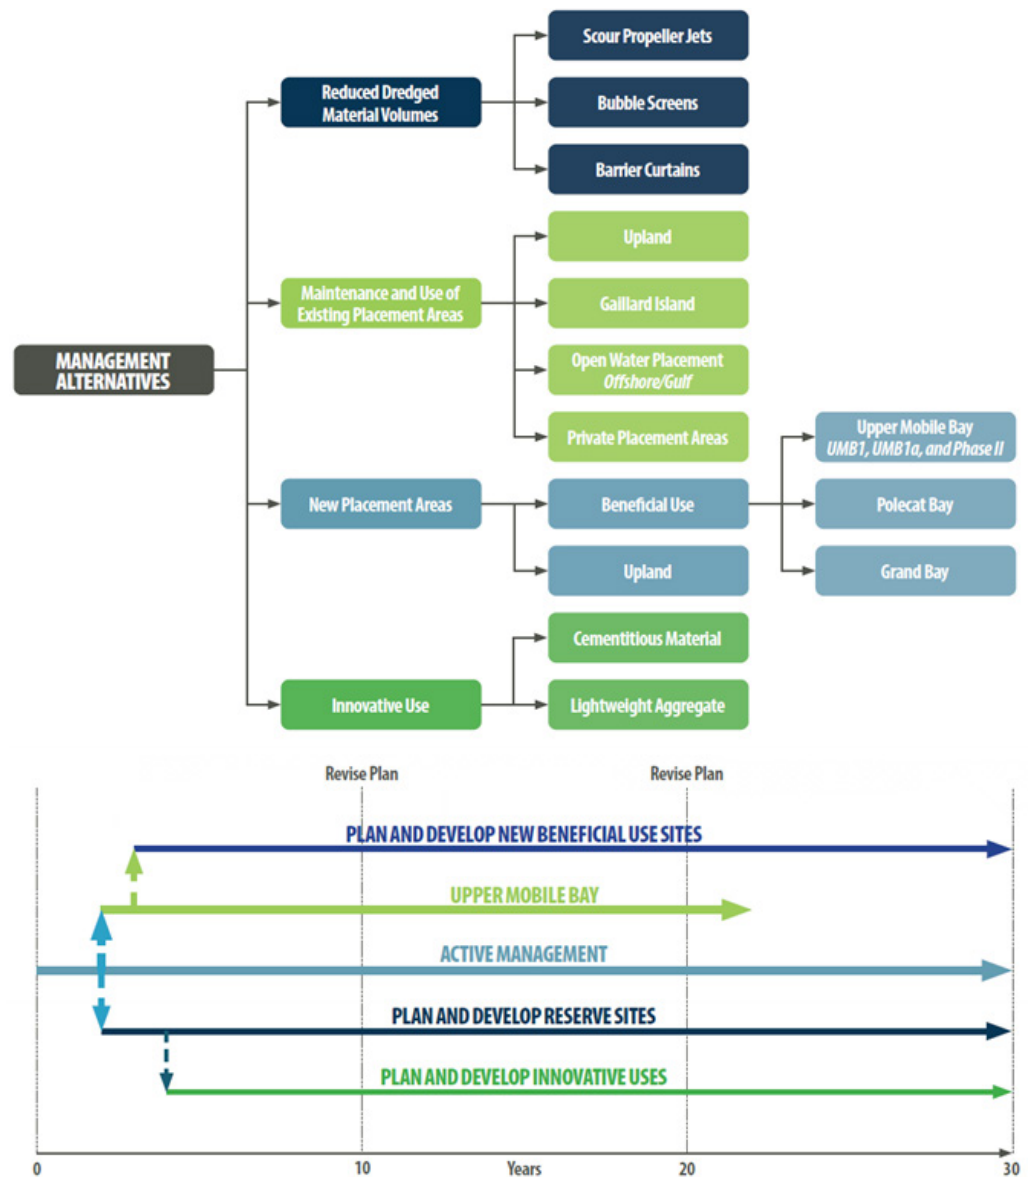 Scour Propeller Jets
Reduced Dredged
Material Volumes
Bubble Screens
Barrier Curtains
Upland
Maintenance and Use of
Existing Placement Areas
Gaillard Island
MANAGEMENT
ALTERNATIVES
Open Water Placement
Offshore/Gulf
Private Placement Areas
Upper Mobile Bay
UMB1, UMB1a, and Phase II
New Placement Areas
Beneficial Use
Polecat Bay
Upland
Grand Bay
Cementitious Material
Innovative Use
Lightweight Aggregate
Revise Plan
Revise Plan
PLAN AND DEVELOP NEW BENEFICIAL USE SITES
UPPER MOBILE BAY
ACTIVE MANAGEMENT
PLAN AND DEVELOP RESERVE SITES
PLAN AND DEVELOP INNOVATIVE USES
0 10 Years 20 30